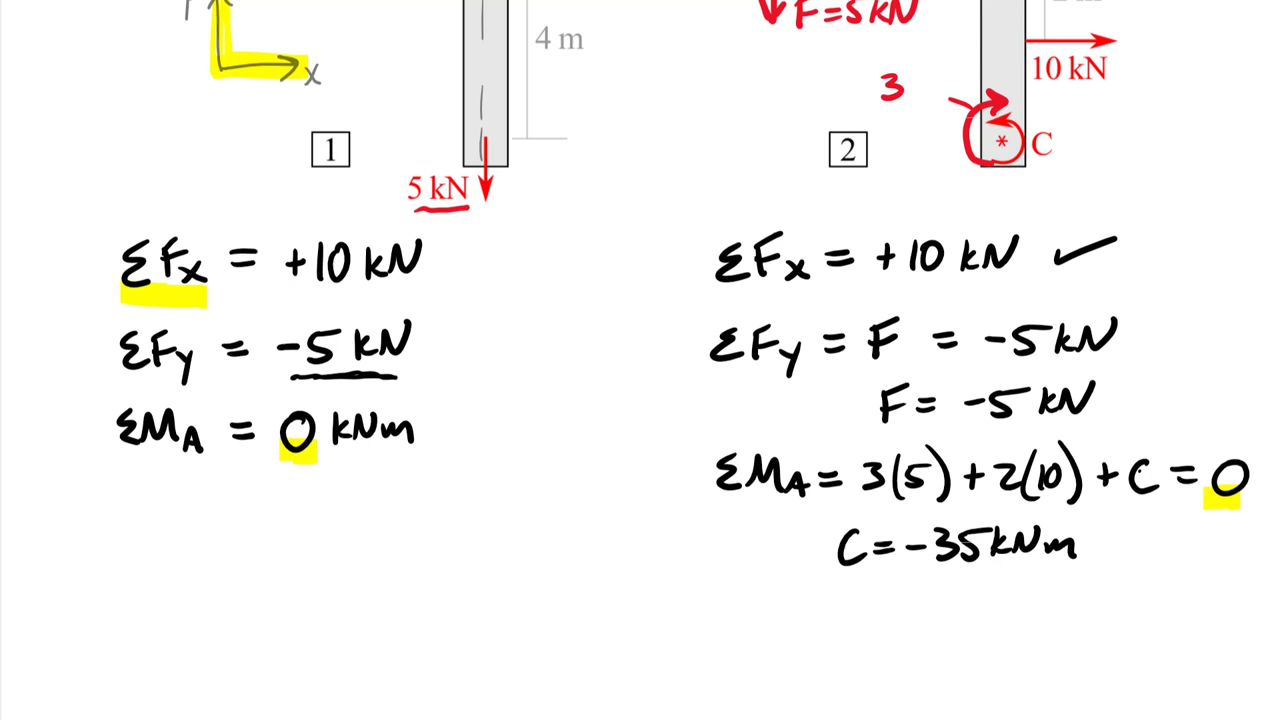 F=5 kN
4 m
10 kN
x
3
1
2
* C
5 kN
ΣFx = +10 kN
ΣFy = -5 kN
ΣMA = 0 kNm
ΣFx = +10 kN ✓
ΣFy = F = -5 kN
F = -5 kN
ΣMA = 3(5) + 2(10) + C = 0
C = -35 kNm